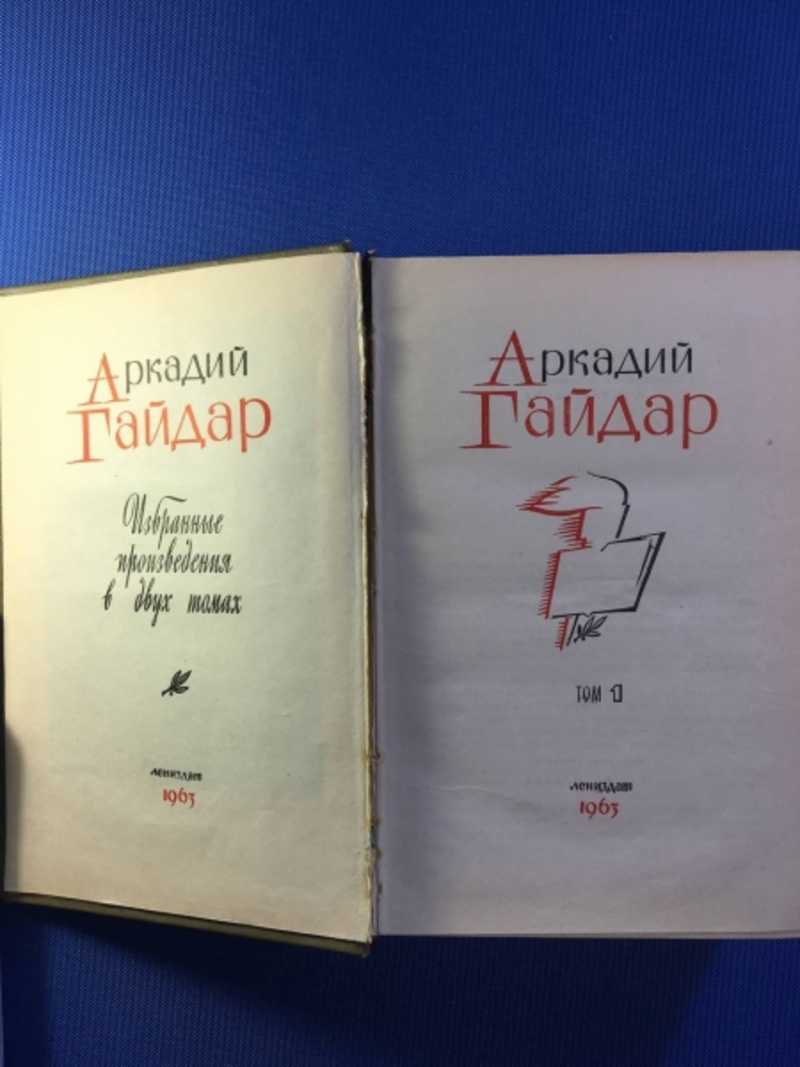 Аркадий
Гайдар
Избранные
произведения
в двух томах
лениздат
1963
Аркадий
Гайдар
ТОМ 1
лениздат
1963